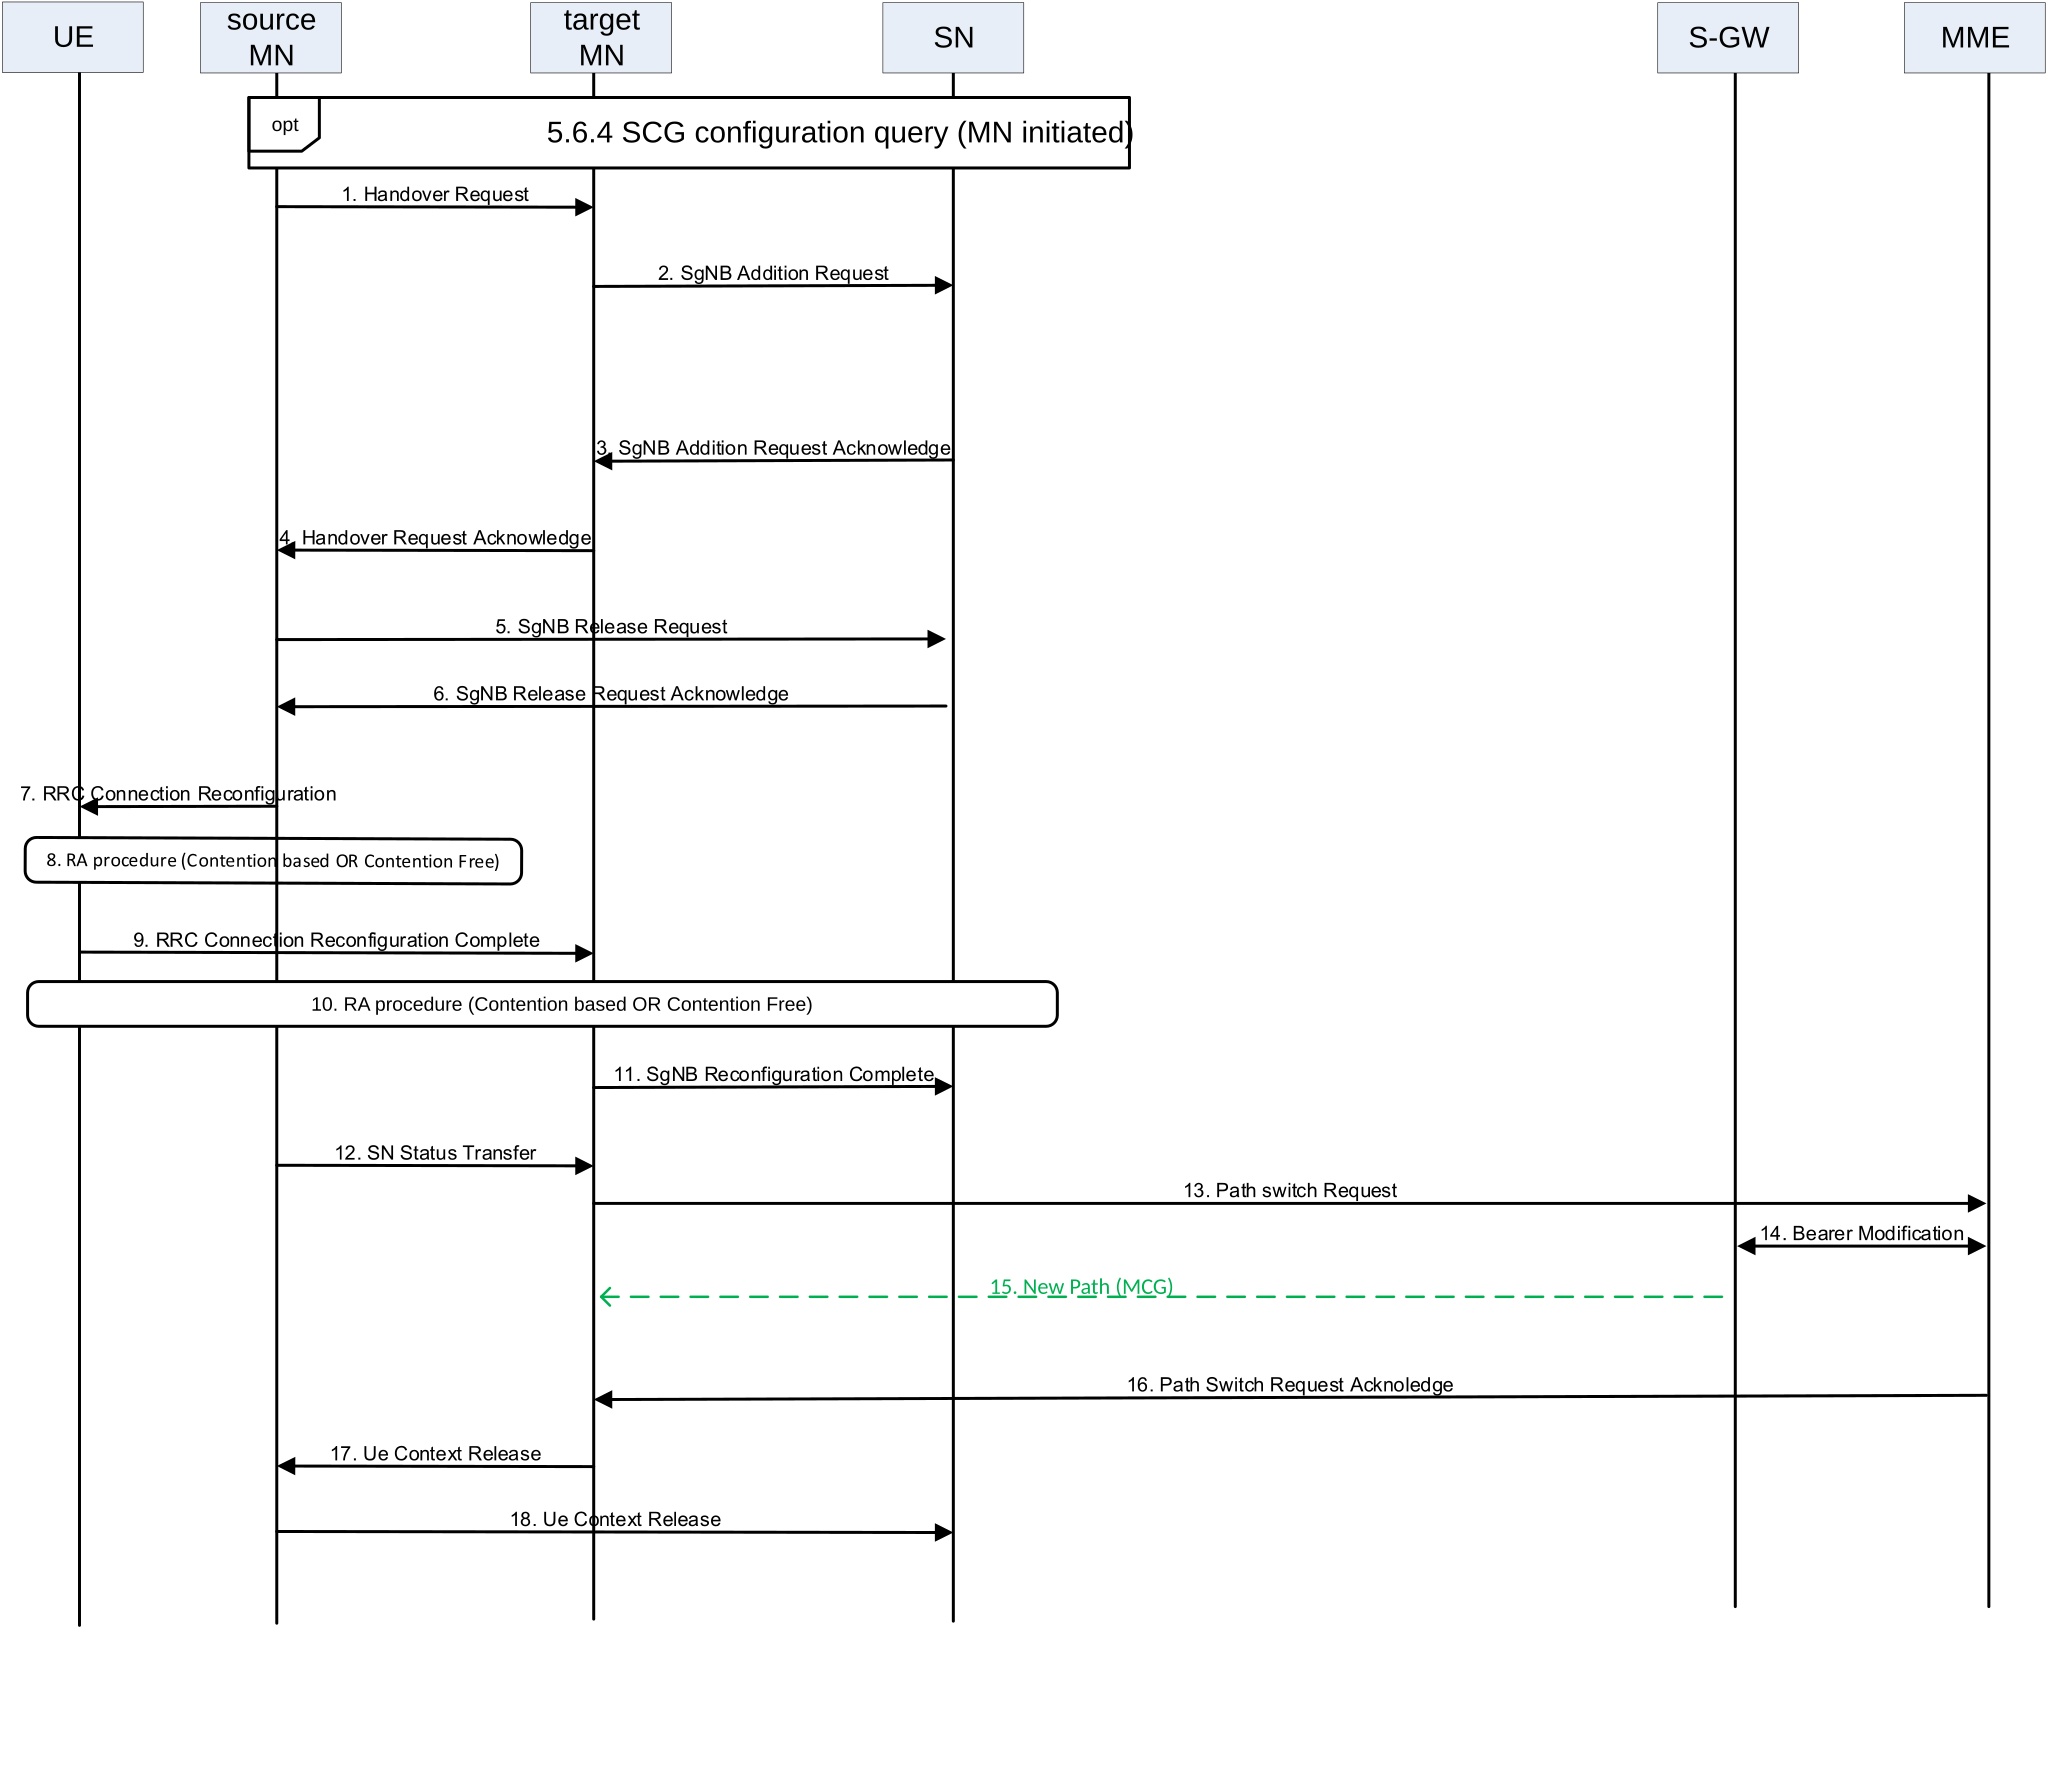 UE
source
MN
target
MN
SN
S-GW
MME
opt
5.6.4 SCG configuration query (MN initiated)
1. Handover Request
2. SgNB Addition Request
3. SgNB Addition Request Acknowledge
4. Handover Request Acknowledge
5. SgNB Release Request
6. SgNB Release Request Acknowledge
7. RRC Connection Reconfiguration
8. RA procedure (Contention based OR Contention Free)
9. RRC Connection Reconfiguration Complete
10. RA procedure (Contention based OR Contention Free)
11. SgNB Reconfiguration Complete
12. SN Status Transfer
13. Path switch Request
14. Bearer Modification
15. New Path (MCG)
16. Path Switch Request Acknoledge
17. Ue Context Release
18. Ue Context Release